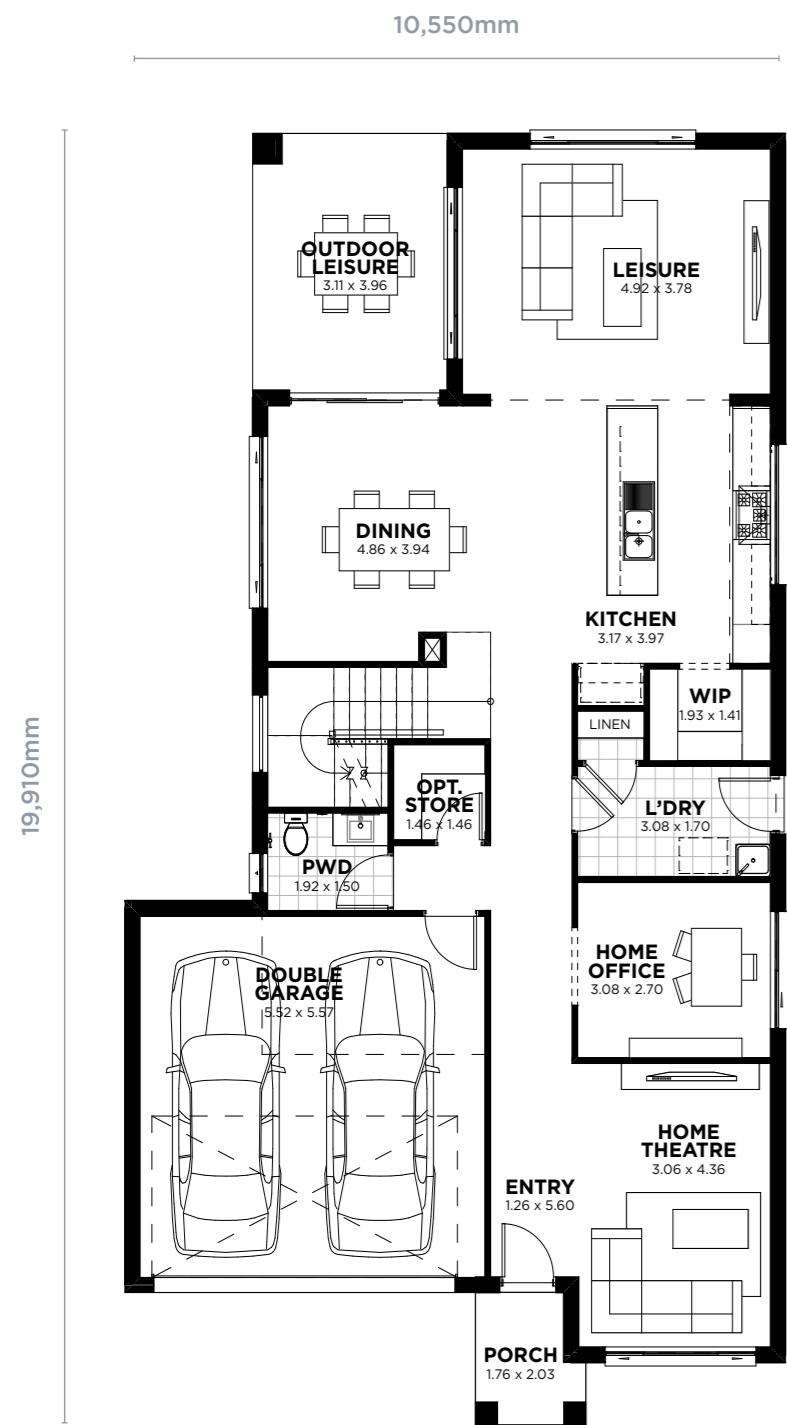 10,550mm
19,910mm
OUTDOOR
LEISURE
3.11 x 3.96
LEISURE
4.92 x 3.78
DINING
4.86 x 3.94
KITCHEN
3.17 x 3.97
WIP
1.93 x 1.41
LINEN
OPT.
STORE
1.46 x 1.46
L'DRY
3.08 x 1.70
PWD
1.92 x 1.50
HOME
OFFICE
3.08 x 2.70
DOUBLE
GARAGE
5.52 x 5.57
HOME
THEATRE
3.06 x 4.36
ENTRY
1.26 x 5.60
PORCH
1.76 x 2.03